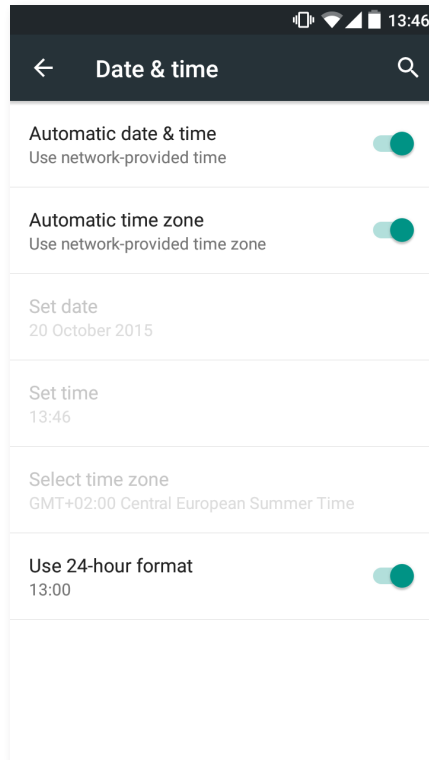 13:46
Date & time
Automatic date & time
Use network-provided time
Automatic time zone
Use network-provided time zone
Set date
20 October 2015
Set time
13:46
Select time zone
GMT+02:00 Central European Summer Time
Use 24-hour format
13:00